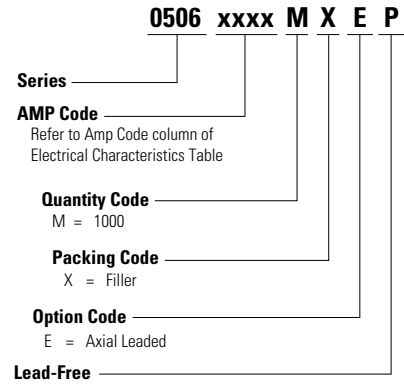 0506 xxxx M X E P
Series
AMP Code
Refer to Amp Code column of
Electrical Characteristics Table
Quantity Code
M = 1000
Packing Code
X = Filler
Option Code
E = Axial Leaded
Lead-Free